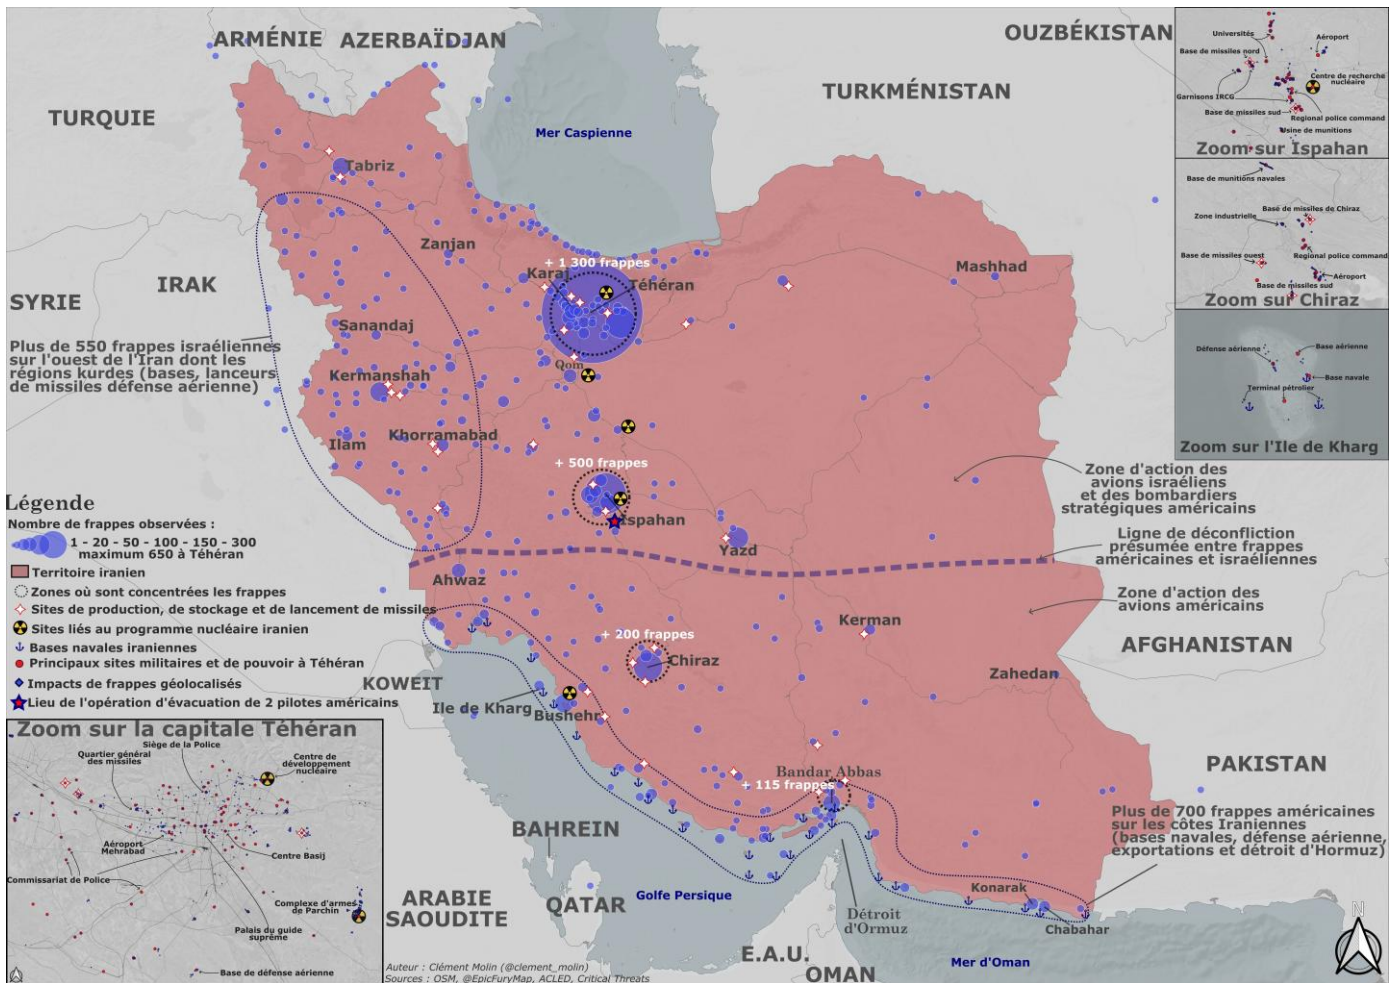 ARMÉNIE
AZERBAÏDJAN
OUZBÉKISTAN
TURQUIE
TURKMÉNISTAN
Mer Caspienne
Tabriz
Zanjan
IRAK
SYRIE
+ 1 300 frappes
Karaj
Téhéran
Mashhad
Sanandaj
Plus de 550 frappes israéliennes
sur l'ouest de l'Iran dont les
régions kurdes (bases, lanceurs
de missiles défense aérienne)
Kermanshah
Qom
Ilam
Khorramabad
+ 500 frappes
Ispahan
Yazd
Zone d'action des
avions israéliens
et des bombardiers
stratégiques américains
Ligne de déconfliction
présumée entre frappes
américaines et israéliennes
Zone d'action
des avions américains
Ahwaz
Kerman
+ 200 frappes
Chiraz
Zahedan
AFGHANISTAN
KOWEIT
Ile de Kharg
Bushehr
Bandar Abbas
+ 115 frappes
PAKISTAN
Plus de 700 frappes américaines
sur les côtes Iraniennes
(bases navales, défense aérienne,
exportations et détroit d'Hormuz)
BAHREIN
ARABIE
SAOUDITE
QATAR
Golfe Persique
Détroit
d'Ormuz
Konarak
Chabahar
E.A.U.
OMAN
Mer d'Oman
N
Légende
Nombre de frappes observées :
1 - 20 - 50 - 100 - 150 - 300
maximum 650 à Téhéran
Territoire iranien
Zones où sont concentrées les frappes
Sites de production, de stockage et de lancement de missiles
Sites liés au programme nucléaire iranien
Bases navales iraniennes
Principaux sites militaires et de pouvoir à Téhéran
Impacts de frappes géolocalisés
Lieu de l'opération d'évacuation de 2 pilotes américains
Zoom sur la capitale Téhéran
Siège de la Police
Quartier général
des missiles
Centre de
développement
nucléaire
Aéroport
Mehrabad
Centre Basij
Commissariat de Police
Complexe d'armes
de Parchin
Palais du guide
suprême
Base de défense aérienne
Auteur : Clément Molin (@clement_molin)
Sources : OSM, @EpicFuryMap, ACLED, Critical Threats
Universités
Aéroport
Base de missiles nord
Centre de recherche
nucléaire
Garnisons IRCG
Base de missiles sud
Regional police command
Usine de munitions
Zoom sur Ispahan
Base de munitions navales
Base de missiles de Chiraz
Zone industrielle
Regional police command
Base de missiles ouest
Aéroport
Base de missiles sud
Zoom sur Chiraz
Défense aérienne
Base aérienne
Base navale
Terminal pétrolier
Zoom sur l'Ile de Kharg